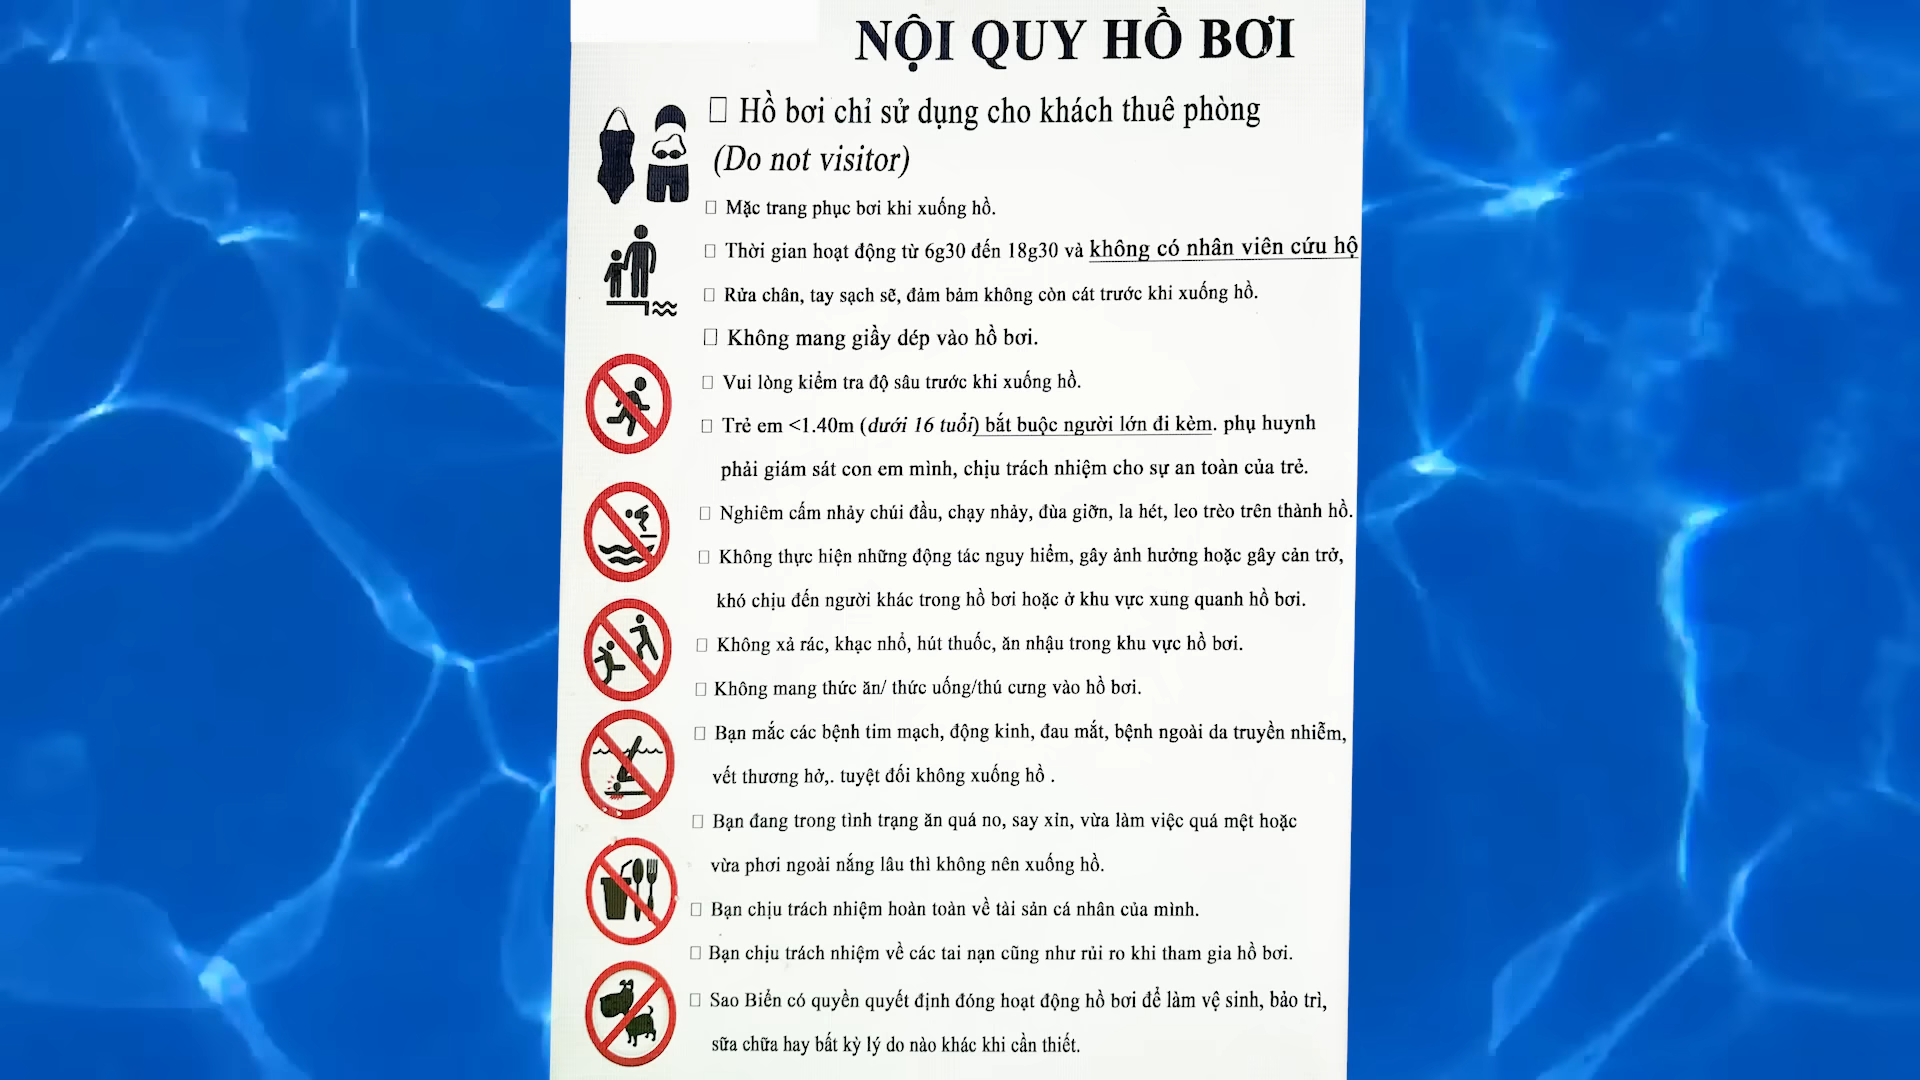 NỘI QUY HỒ BƠI
Hồ bơi chỉ sử dụng cho khách thuê phòng
(Do not visitor)
Mặc trang phục bơi khi xuống hồ.
Thời gian hoạt động từ 6g30 đến 18g30 và không có nhân viên cứu hộ
Rửa chân, tay sạch sẽ, đảm bảm không còn cát trước khi xuống hồ.
Không mang giầy dép vào hồ bơi.
Vui lòng kiểm tra độ sâu trước khi xuống hồ.
Trẻ em <1.40m (dưới 16 tuổi) bắt buộc người lớn đi kèm. phụ huynh
phải giám sát con em mình, chịu trách nhiệm cho sự an toàn của trẻ.
Nghiêm cấm nhảy chúi đầu, chạy nhảy, đùa giỡn, la hét, leo trèo trên thành hồ.
Không thực hiện những động tác nguy hiểm, gây ảnh hưởng hoặc gây cản trở,
khó chịu đến người khác trong hồ bơi hoặc ở khu vực xung quanh hồ bơi.
Không xả rác, khạc nhổ, hút thuốc, ăn nhậu trong khu vực hồ bơi.
Không mang thức ăn/ thức uống/thú cưng vào hồ bơi.
Bạn mắc các bệnh tim mạch, động kinh, đau mắt, bệnh ngoài da truyền nhiễm,
vết thương hở,. tuyệt đối không xuống hồ .
Bạn đang trong tình trạng ăn quá no, say xỉn, vừa làm việc quá mệt hoặc
vừa phơi ngoài nắng lâu thì không nên xuống hồ.
Bạn chịu trách nhiệm hoàn toàn về tài sản cá nhân của mình.
Bạn chịu trách nhiệm về các tai nạn cũng như rủi ro khi tham gia hồ bơi.
Sao Biển có quyền quyết định đóng hoạt động hồ bơi để làm vệ sinh, bảo trì,
sữa chữa hay bất kỳ lý do nào khác khi cần thiết.